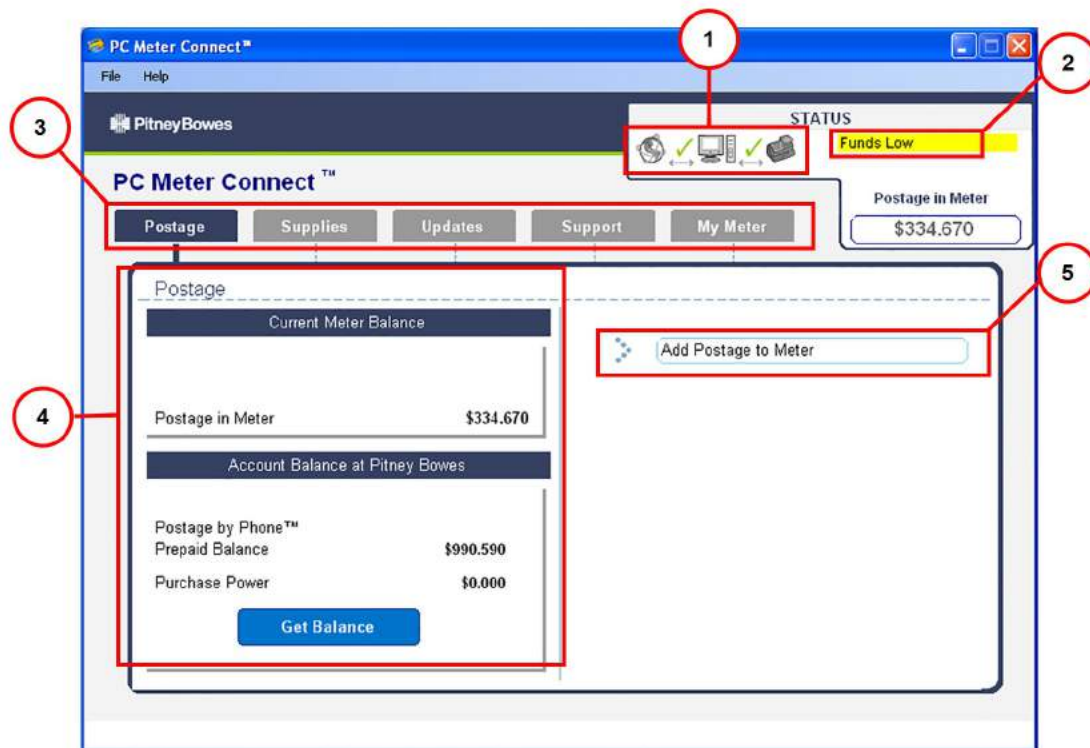 1
PC Meter Connect™
2
File Help
3
PitneyBowes
STATUS
Funds Low
PC Meter Connect ™
Postage in Meter
$334.670
Postage Supplies Updates Support My Meter
5
Postage
Current Meter Balance
Add Postage to Meter
4
Postage in Meter $334.670
Account Balance at Pitney Bowes
Postage by Phone™
Prepaid Balance $990.590
Purchase Power $0.000
Get Balance